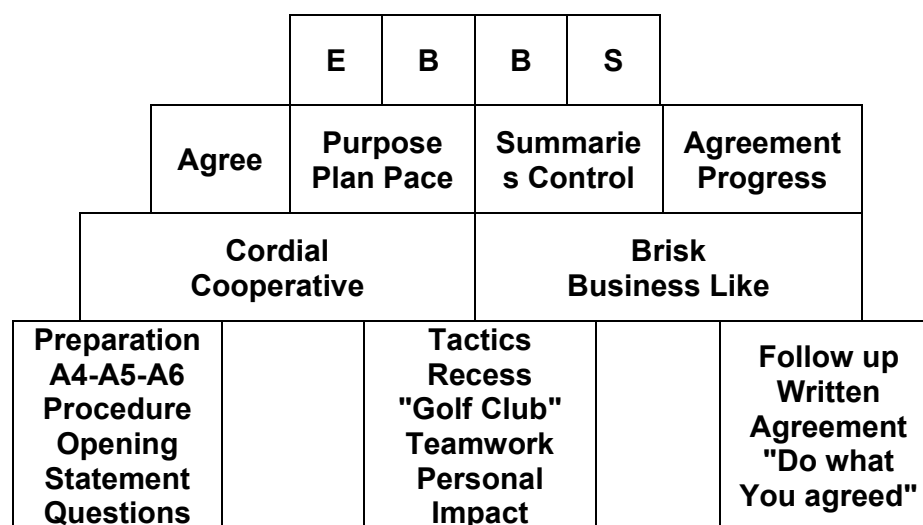 E B B S
Agree
Purpose
Plan Pace
Summarie
s Control
Agreement
Progress
Cordial
Cooperative
Brisk
Business Like
Preparation
A4-A5-A6
Procedure
Opening
Statement
Questions
Tactics
Recess
"Golf Club"
Teamwork
Personal
Impact
Follow up
Written
Agreement
"Do what
You agreed"